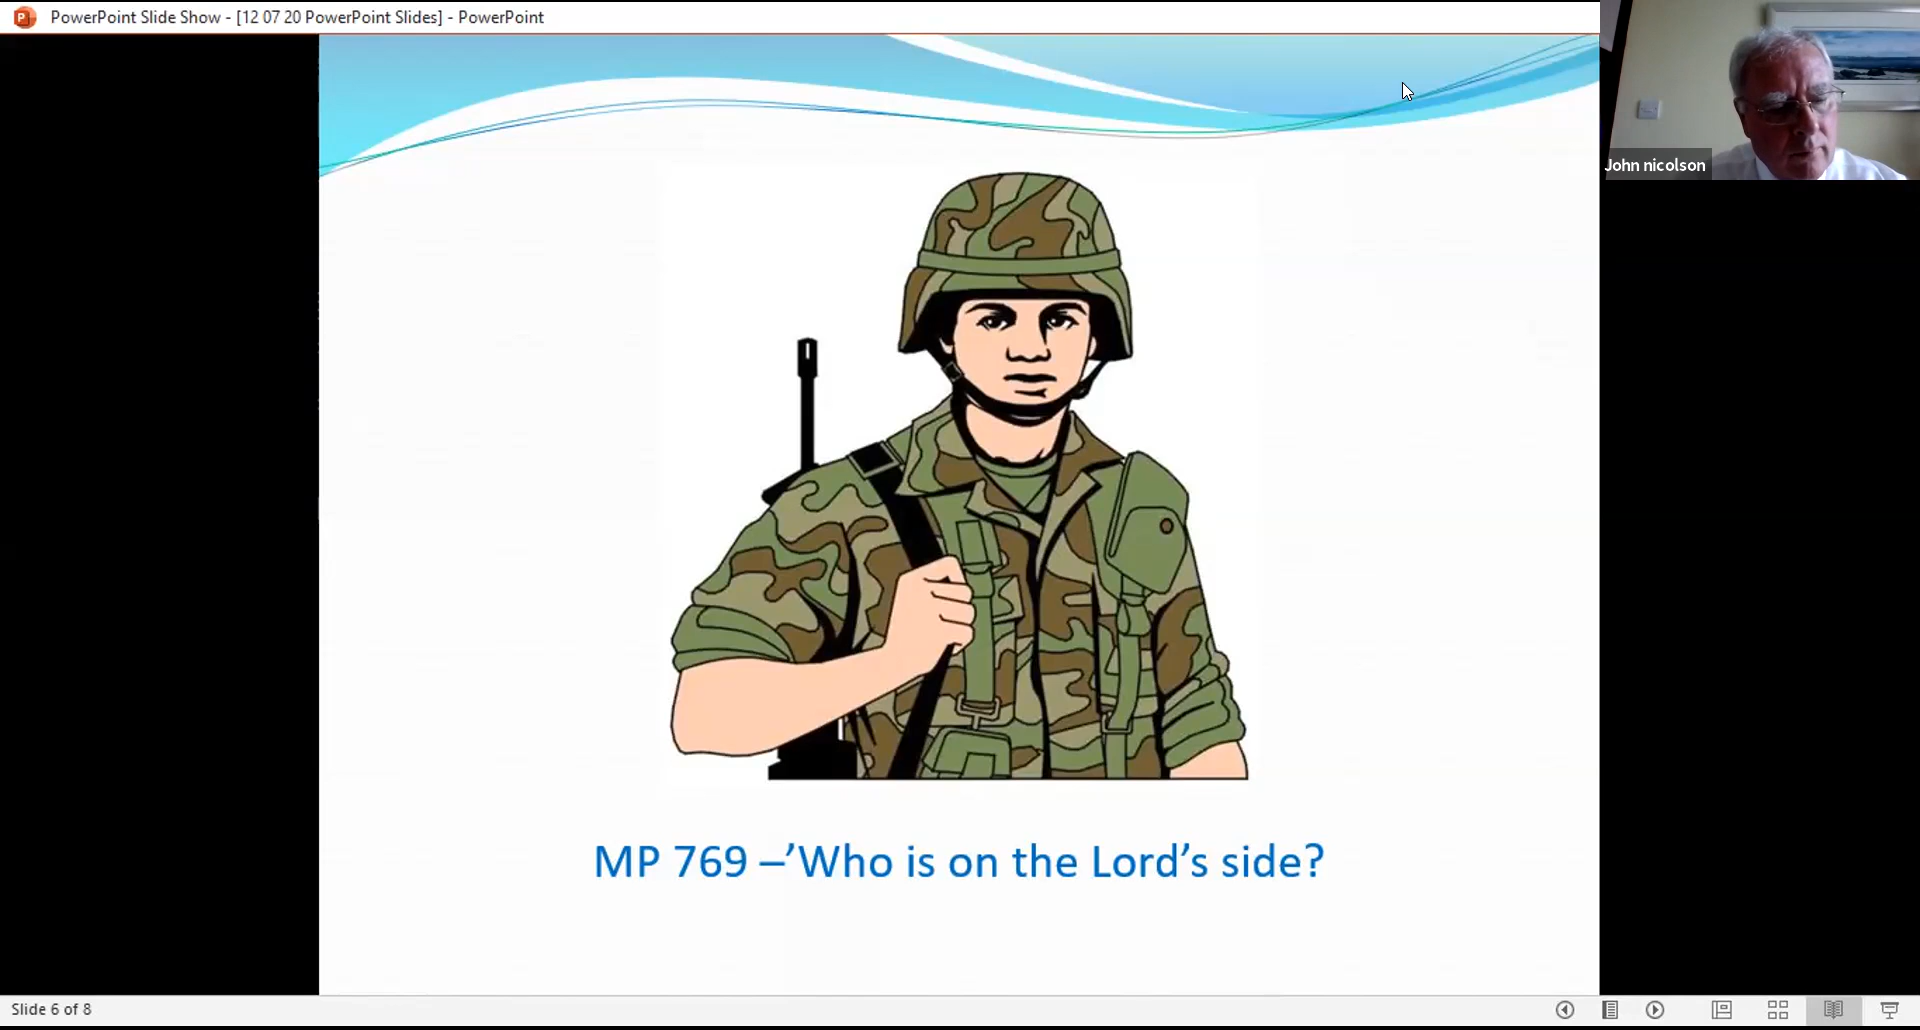 PowerPoint Slide Show - [12 07 20 PowerPoint Slides] - PowerPoint
John nicolson
MP 769 –’Who is on the Lord’s side?
Slide 6 of 8